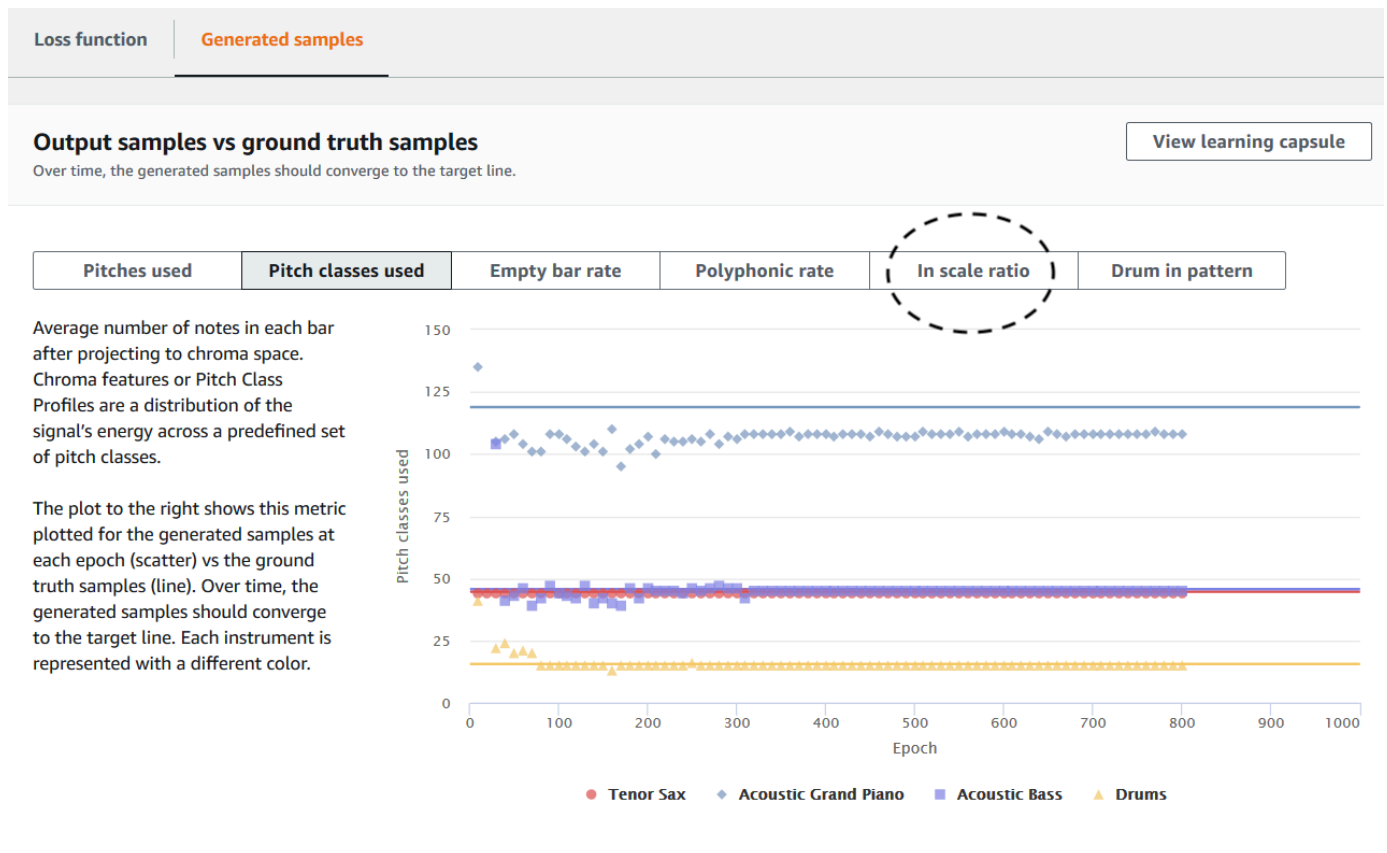 Loss function
Generated samples
Output samples vs ground truth samples
View learning capsule
Over time, the generated samples should converge to the target line.
Pitches used
Pitch classes used
Empty bar rate
Polyphonic rate
In scale ratio
Drum in pattern
Average number of notes in each bar
after projecting to chroma space.
Chroma features or Pitch Class
Profiles are a distribution of the
signal's energy across a predefined set
of pitch classes.
The plot to the right shows this metric
plotted for the generated samples at
each epoch (scatter) vs the ground
truth samples (line). Over time, the
generated samples should converge
to the target line. Each instrument is
represented with a different color.
Pitch classes used
150
125
100
75
50
25
0
0 100 200 300 400 500 600 700 800 900 1000
Epoch
Tenor Sax
Acoustic Grand Piano
Acoustic Bass
Drums